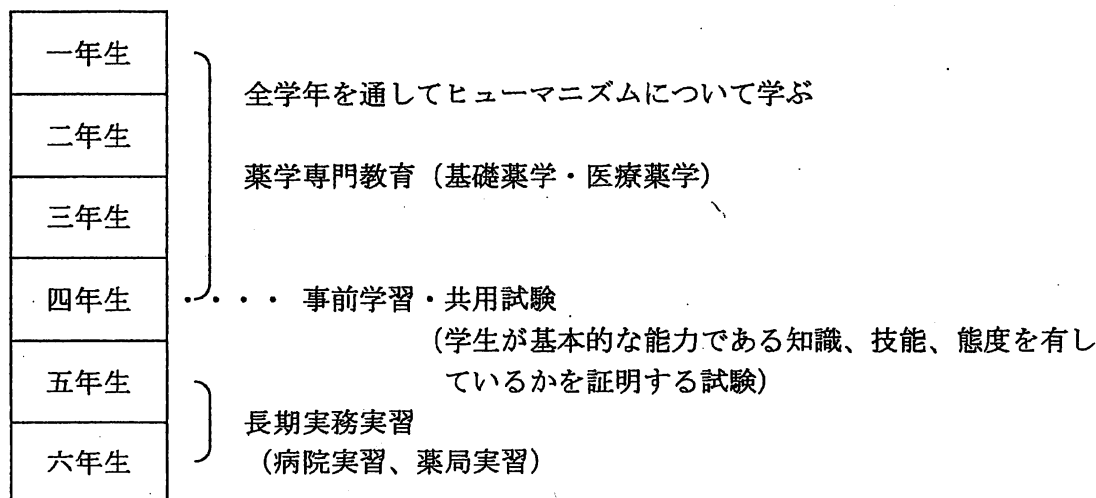 一年生
全学年を通してヒューマニズムについて学ぶ
二年生
薬学専門教育（基礎薬学・医療薬学）
三年生
四年生 ・・・・ 事前学習・共用試験
（学生が基本的な能力である知識、技能、態度を有し
ているかを証明する試験）
五年生
長期実務実習
六年生 （病院実習、薬局実習）